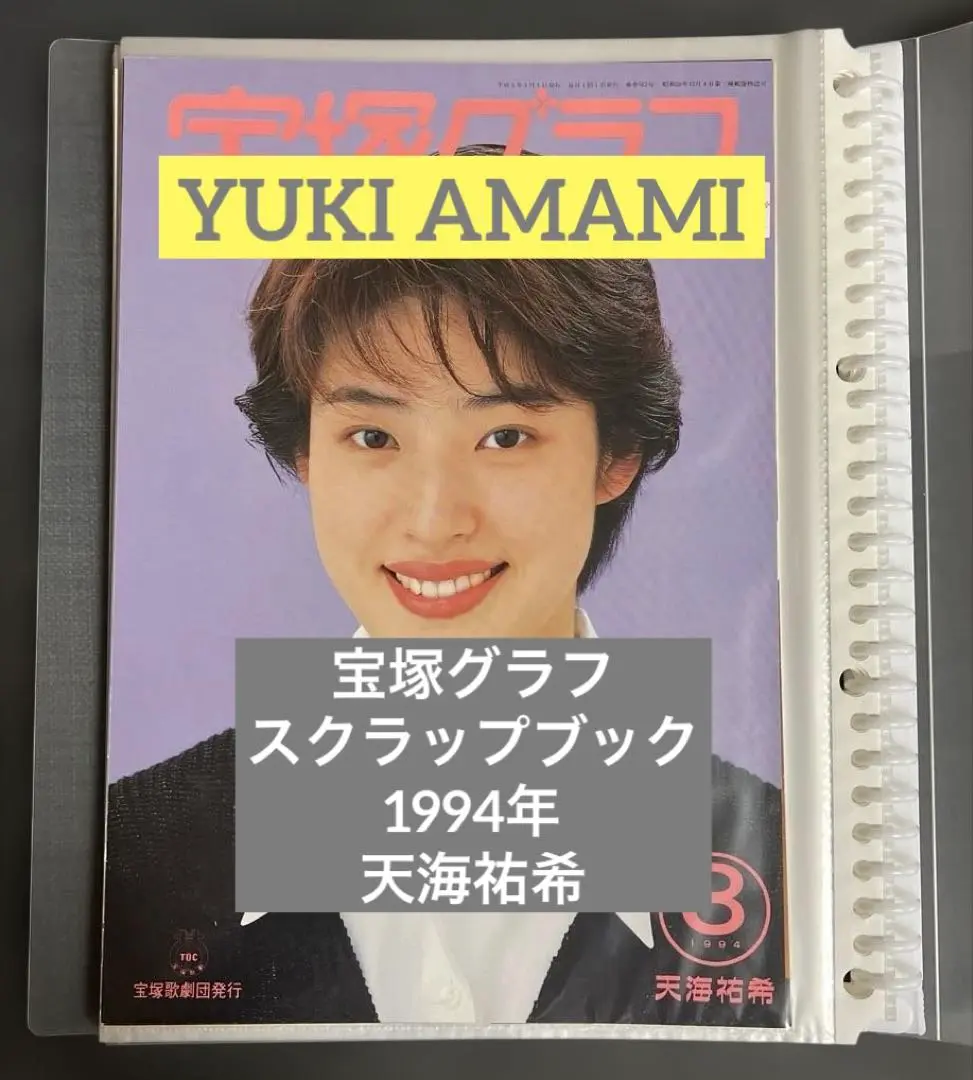 宝塚グラフ
YUKI AMAMI
宝塚グラフ
スクラップブック
1994年
天海祐希
3
1994
天海祐希
TOC
宝塚歌劇団発行